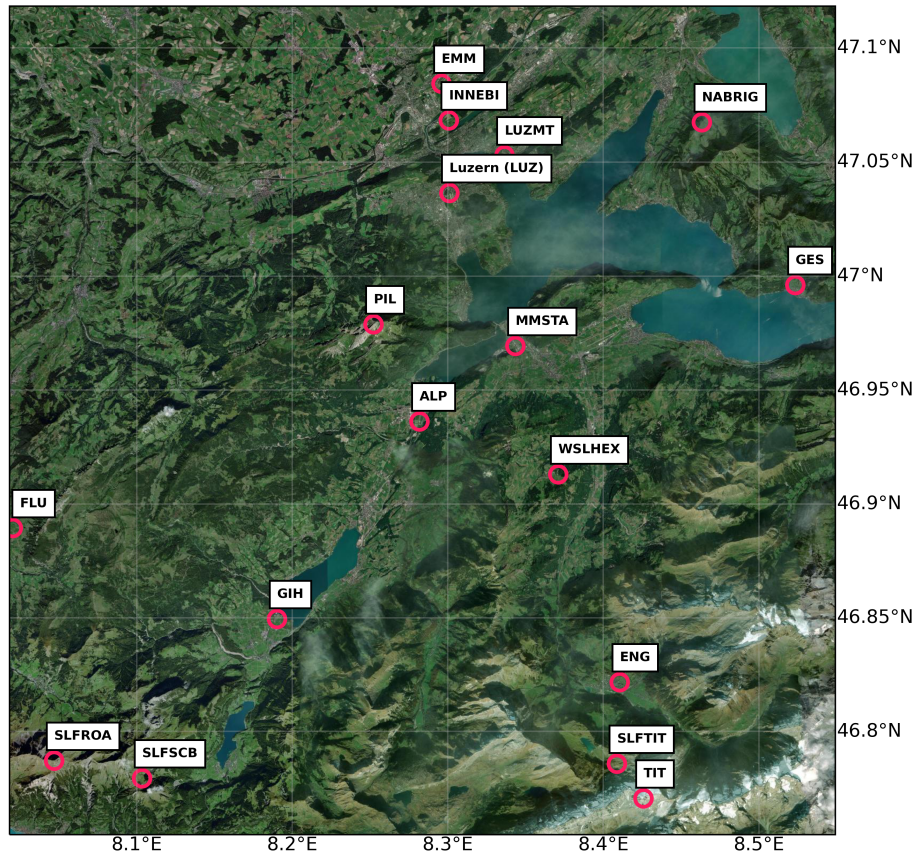 47.1°N
EMM
INNEBI
NABRIG
LUZMT
47.05°N
Luzern (LUZ)
GES
47°N
PIL
MMSTA
46.95°N
ALP
WSLHEX
FLU
46.9°N
GIH
46.85°N
ENG
46.8°N
SLFROA
SLFTIT
SLFSCB
TIT
8.1°E 8.2°E 8.3°E 8.4°E 8.5°E